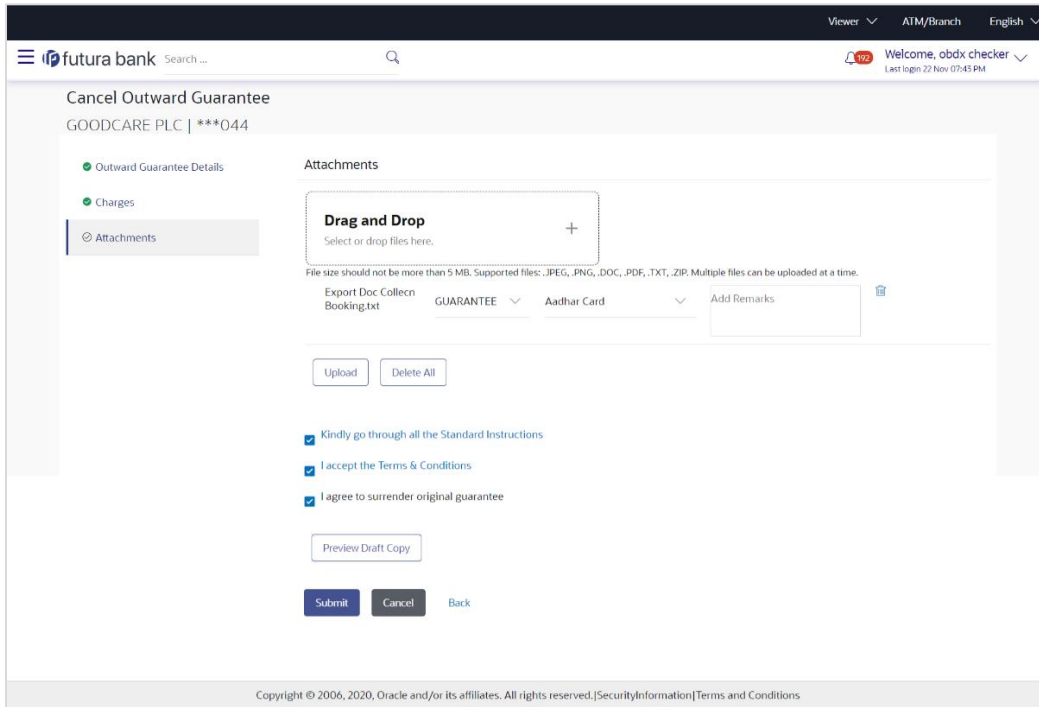 Viewer ATM/Branch English
futura bank Search ... 192 Welcome, obdx checker
Last login 22 Nov 07:43 PM
Cancel Outward Guarantee
GOODCARE PLC | ***044
Outward Guarantee Details
Charges
Attachments
Attachments
Drag and Drop
Select or drop files here.
File size should not be more than 5 MB. Supported files: .JPEG, .PNG, .DOC, .PDF, .TXT, .ZIP. Multiple files can be uploaded at a time.
Export Doc Collecn
Booking.txt
GUARANTEE
Aadhar Card
Add Remarks
Upload Delete All
Kindly go through all the Standard Instructions
I accept the Terms & Conditions
I agree to surrender original guarantee
Preview Draft Copy
Submit Cancel Back
Copyright © 2006, 2020, Oracle and/or its affiliates. All rights reserved.|SecurityInformation|Terms and Conditions